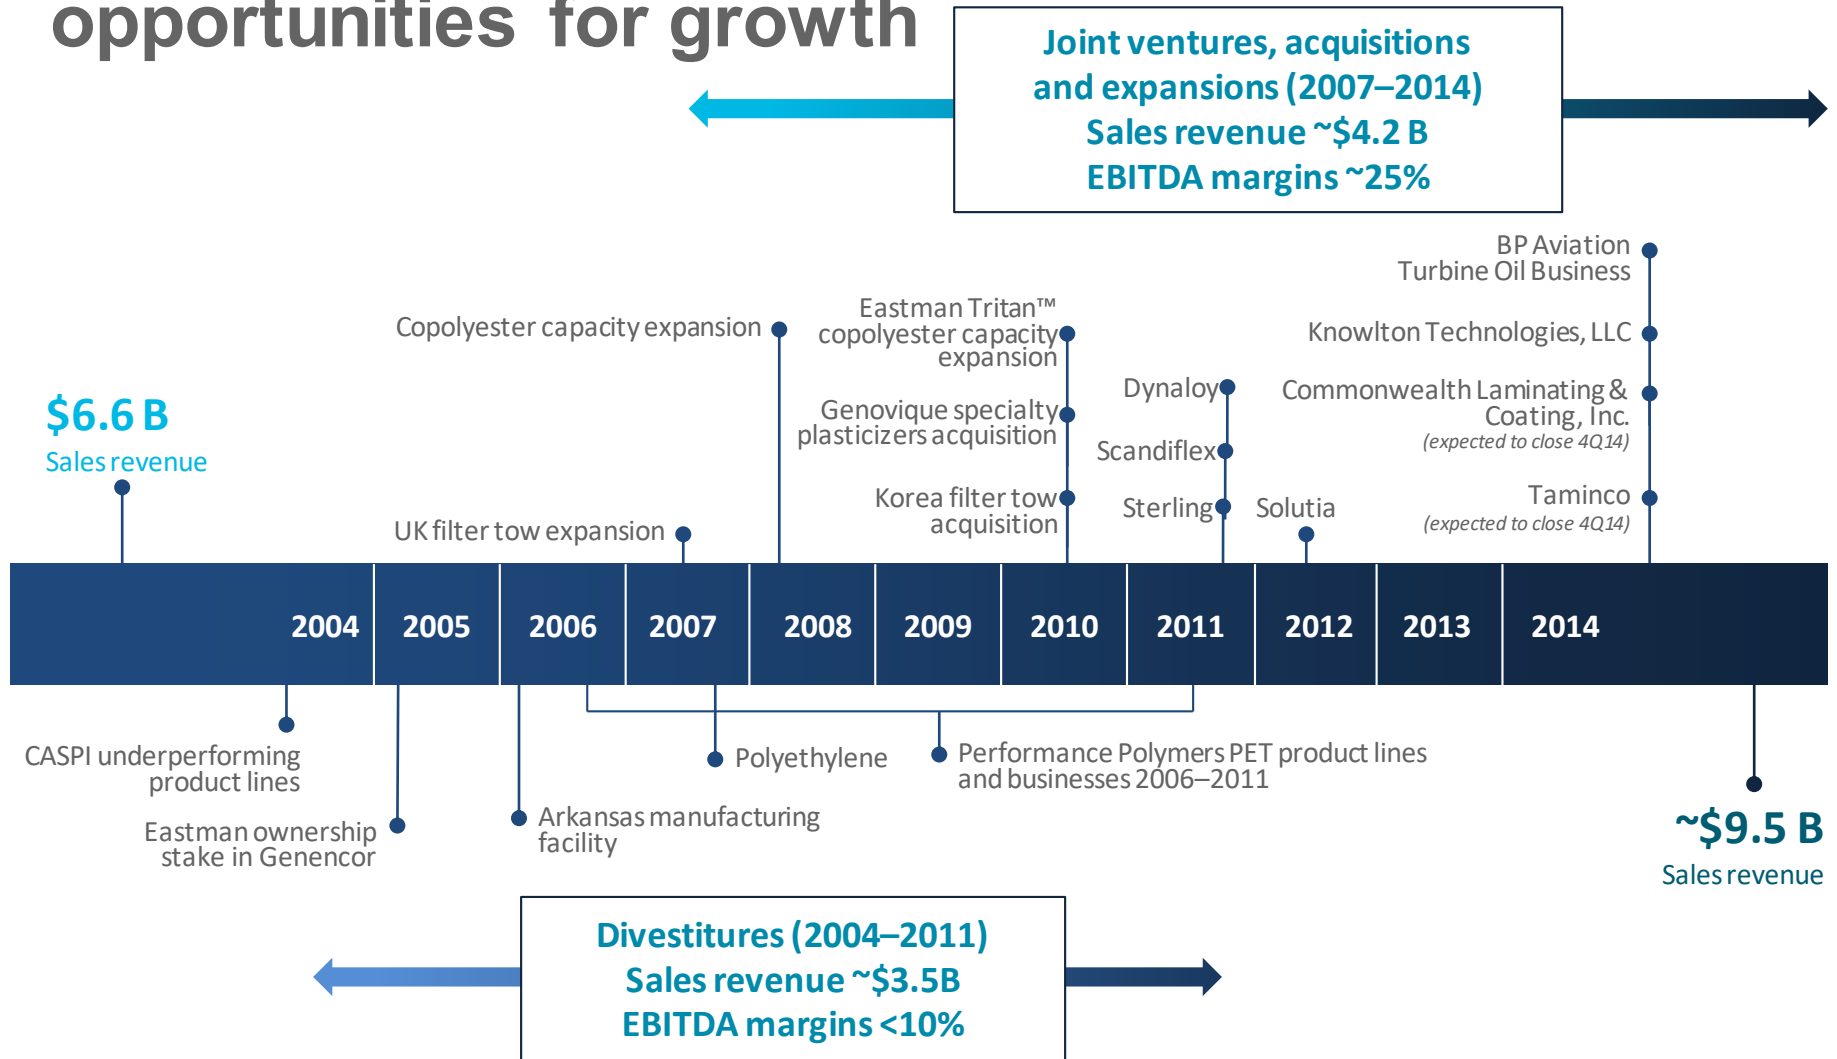 opportunities for growth
Joint ventures, acquisitions
and expansions (2007–2014)
Sales revenue ~$4.2 B
EBITDA margins ~25%
BP Aviation
Turbine Oil Business
Eastman Tritan™
copolyester capacity
expansion
Copolyester capacity expansion
Knowlton Technologies, LLC
Dynaloy
Commonwealth Laminating &
Coating, Inc.
(expected to close 4Q14)
$6.6 B
Sales revenue
Genovique specialty
plasticizers acquisition
Scandiflex
Korea filter tow
acquisition
Sterling
Solutia
Taminco
(expected to close 4Q14)
UK filter tow expansion
2004 2005 2006 2007 2008 2009 2010 2011 2012 2013 2014
CASPI underperforming
product lines
Polyethylene
Performance Polymers PET product lines
and businesses 2006–2011
Eastman ownership
stake in Genencor
Arkansas manufacturing
facility
~$9.5 B
Sales revenue
Divestitures (2004–2011)
Sales revenue ~$3.5B
EBITDA margins <10%